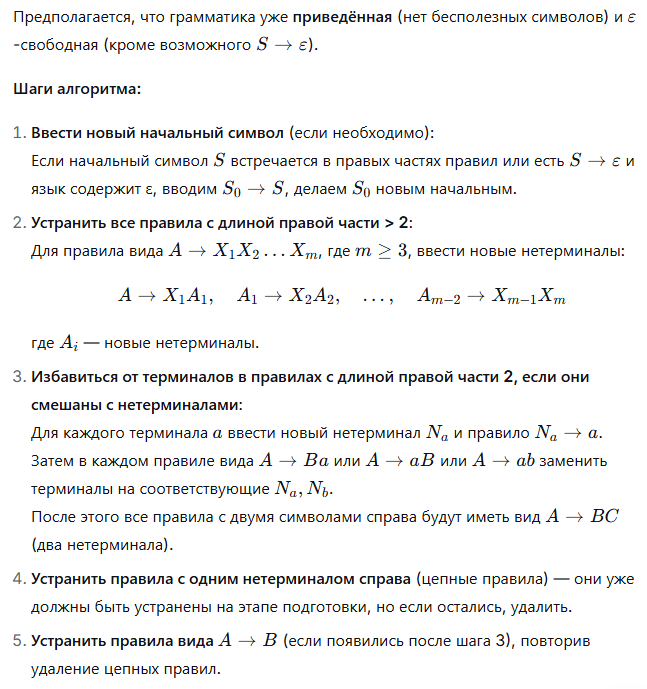 Предполагается, что грамматика уже приведённая (нет бесполезных символов) и ε
-свободная (кроме возможного S → ε).
Шаги алгоритма:
1. Ввести новый начальный символ (если необходимо):
Если начальный символ S встречается в правых частях правил или есть S → ε и
язык содержит ε, вводим S₀ → S, делаем S₀ новым начальным.
2. Устранить все правила с длиной правой части > 2:
Для правила вида A → X₁X₂ … Xₘ, где m ≥ 3, ввести новые нетерминалы:
A → X₁A₁, A₁ → X₂A₂, …, Aₘ₋₂ → Xₘ₋₁Xₘ
где Aᵢ — новые нетерминалы.
3. Избавиться от терминалов в правилах с длиной правой части 2, если они
смешаны с нетерминалами:
Для каждого терминала a ввести новый нетерминал Nₐ и правило Nₐ → a.
Затем в каждом правиле вида A → Ba или A → aB или A → ab заменить
терминалы на соответствующие Nₐ, N_b.
После этого все правила с двумя символами справа будут иметь вид A → BC
(два нетерминала).
4. Устранить правила с одним нетерминалом справа (цепные правила) — они уже
должны быть устранены на этапе подготовки, но если остались, удалить.
5. Устранить правила вида A → B (если появились после шага 3), повторив
удаление цепных правил.